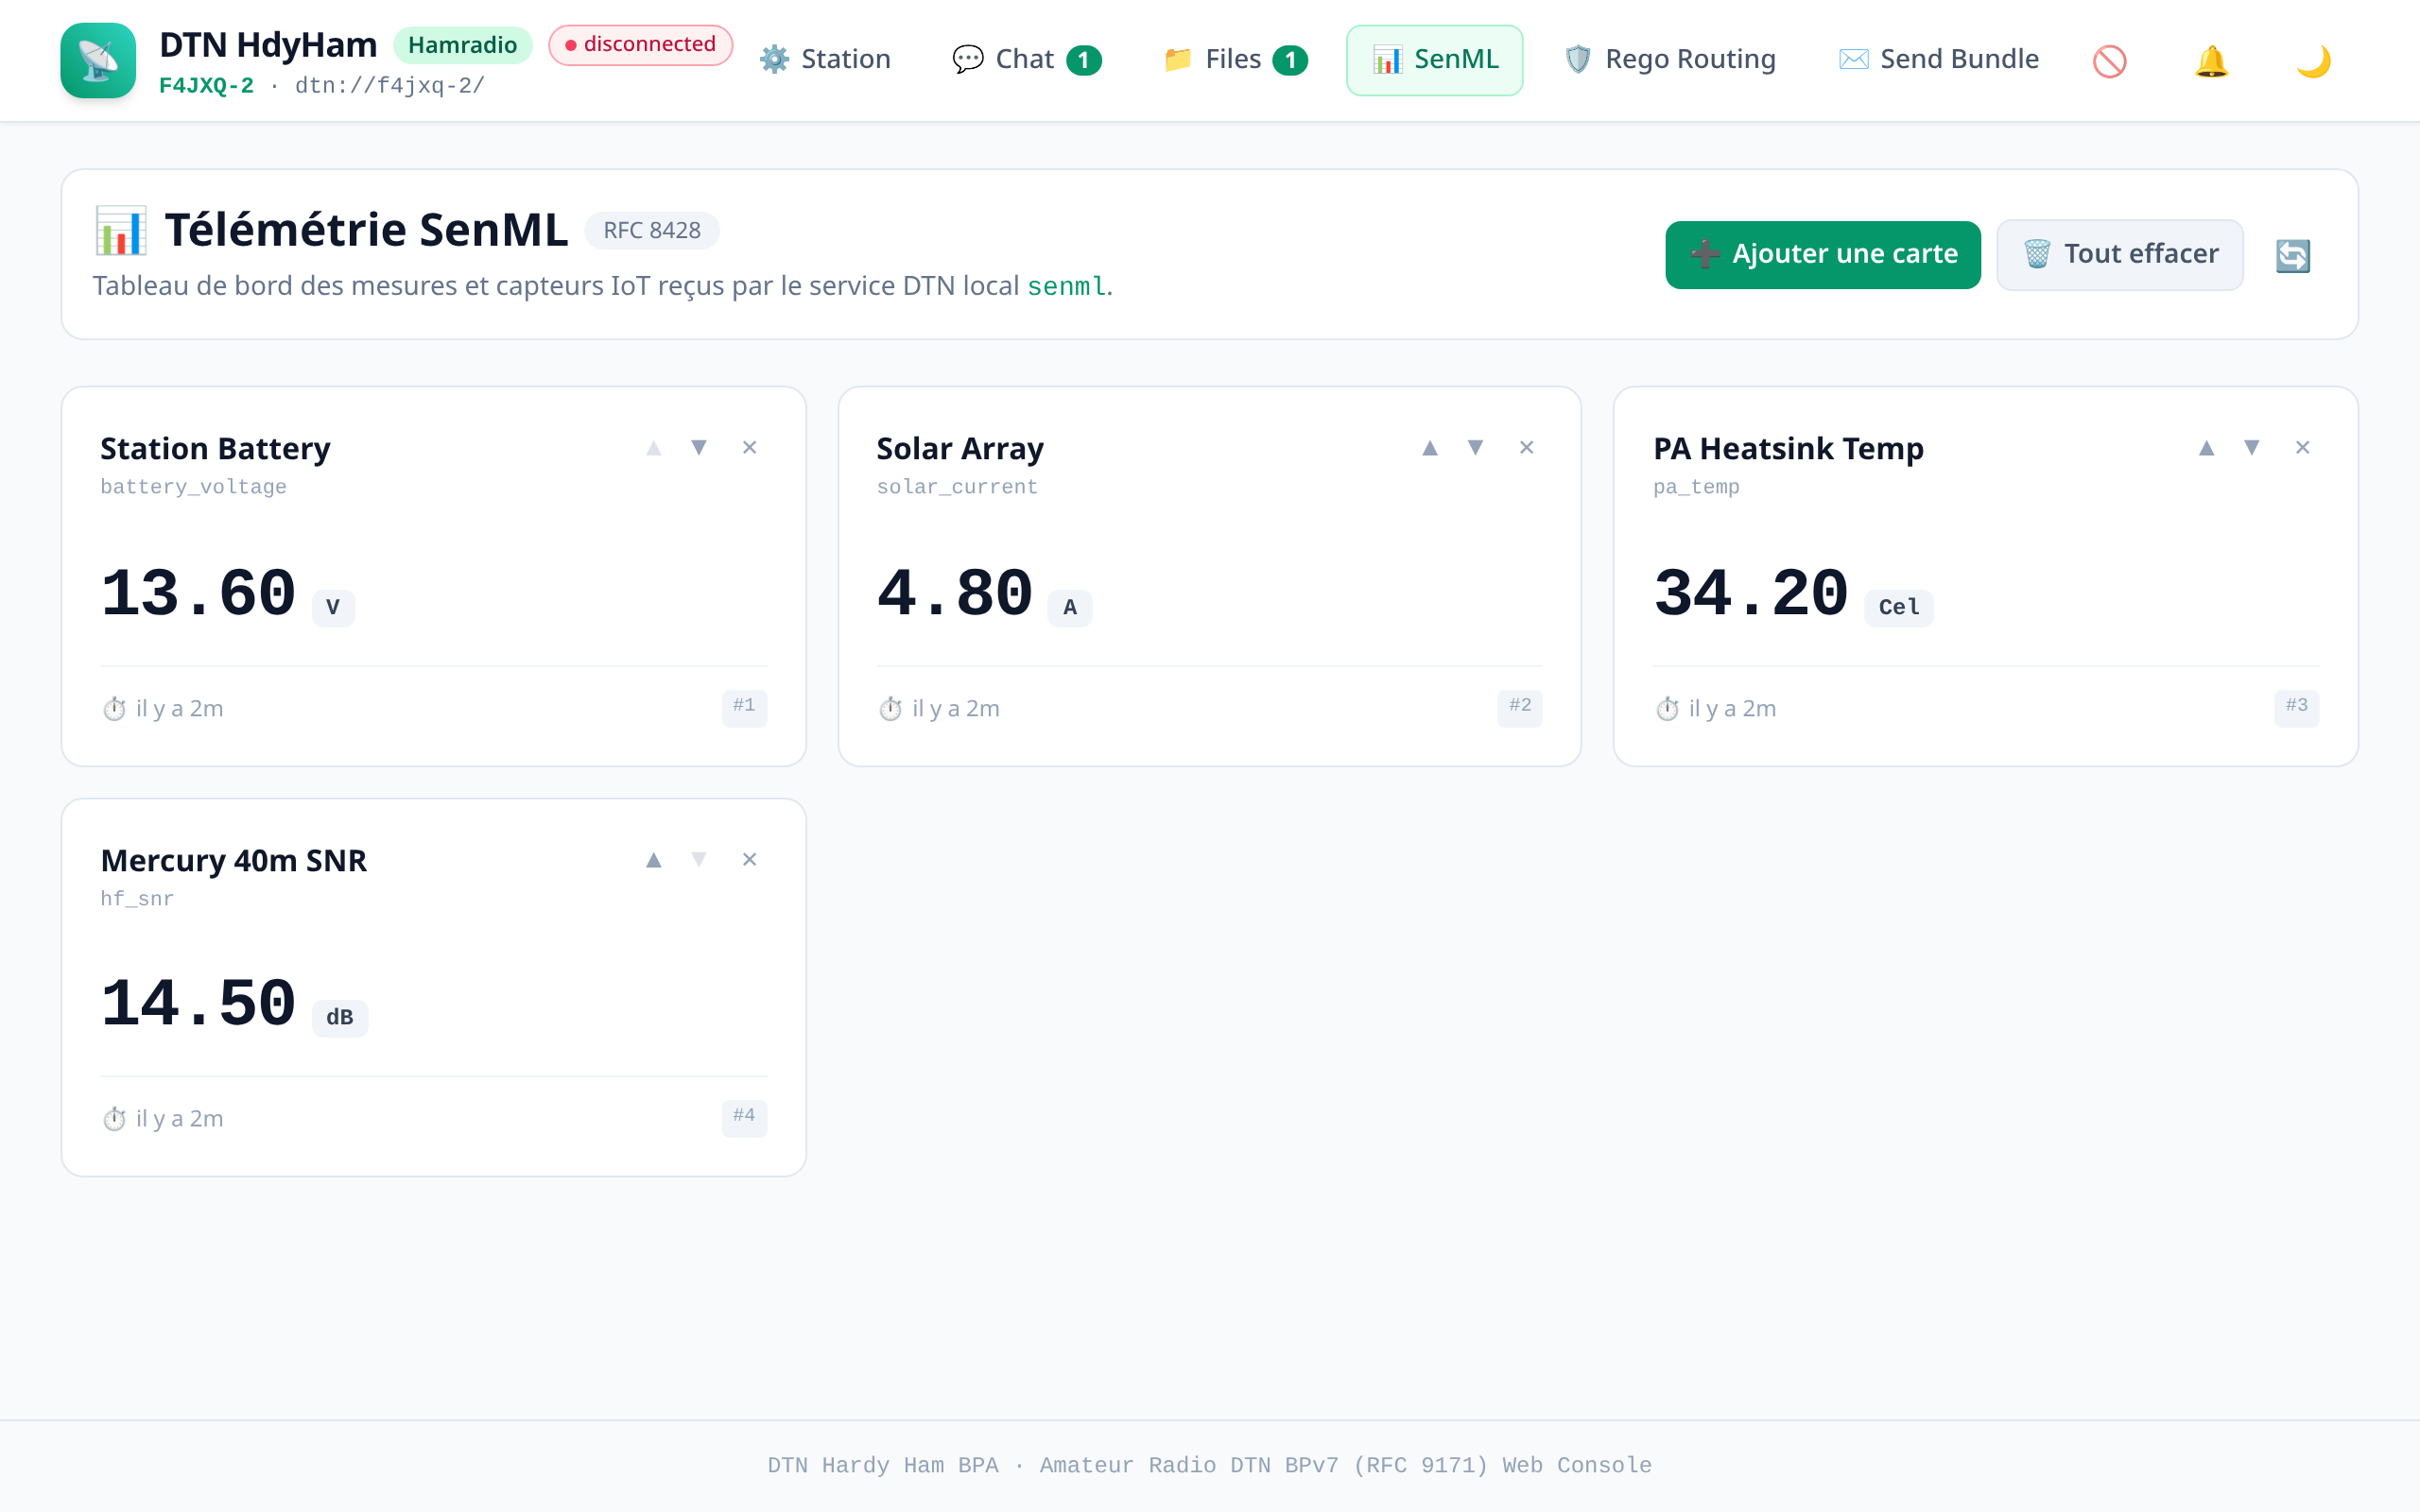 DTN HdyHam Hamradio disconnected
F4JXQ-2 · dtn://f4jxq-2/
Station
Chat 1
Files 1
SenML
Rego Routing
Send Bundle
Télémétrie SenML RFC 8428
Tableau de bord des mesures et capteurs IoT reçus par le service DTN local senml.
Ajouter une carte
Tout effacer
Station Battery
battery_voltage
13.60 V
il y a 2m #1
Solar Array
solar_current
4.80 A
il y a 2m #2
PA Heatsink Temp
pa_temp
34.20 Cel
il y a 2m #3
Mercury 40m SNR
hf_snr
14.50 dB
il y a 2m #4
DTN Hardy Ham BPA · Amateur Radio DTN BPv7 (RFC 9171) Web Console